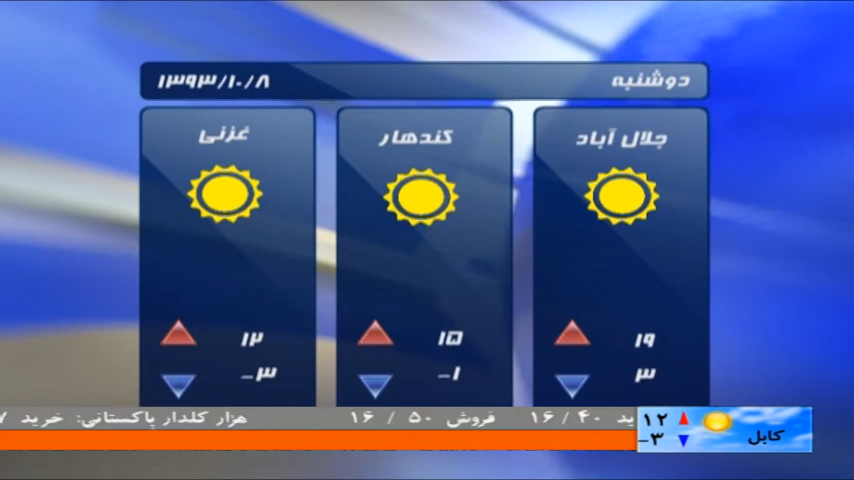 دوشنبه ۱۳۹۳/۱۰/۸
جلال آباد
۱۹
۳
کندهار
۱۵
-۱
غزنی
۱۲
-۳
۱۶ / ۴۰ فروش ۵۰ / ۱۶ هزار کلدار پاکستانی: خرید
کابل
۱۲
-۳